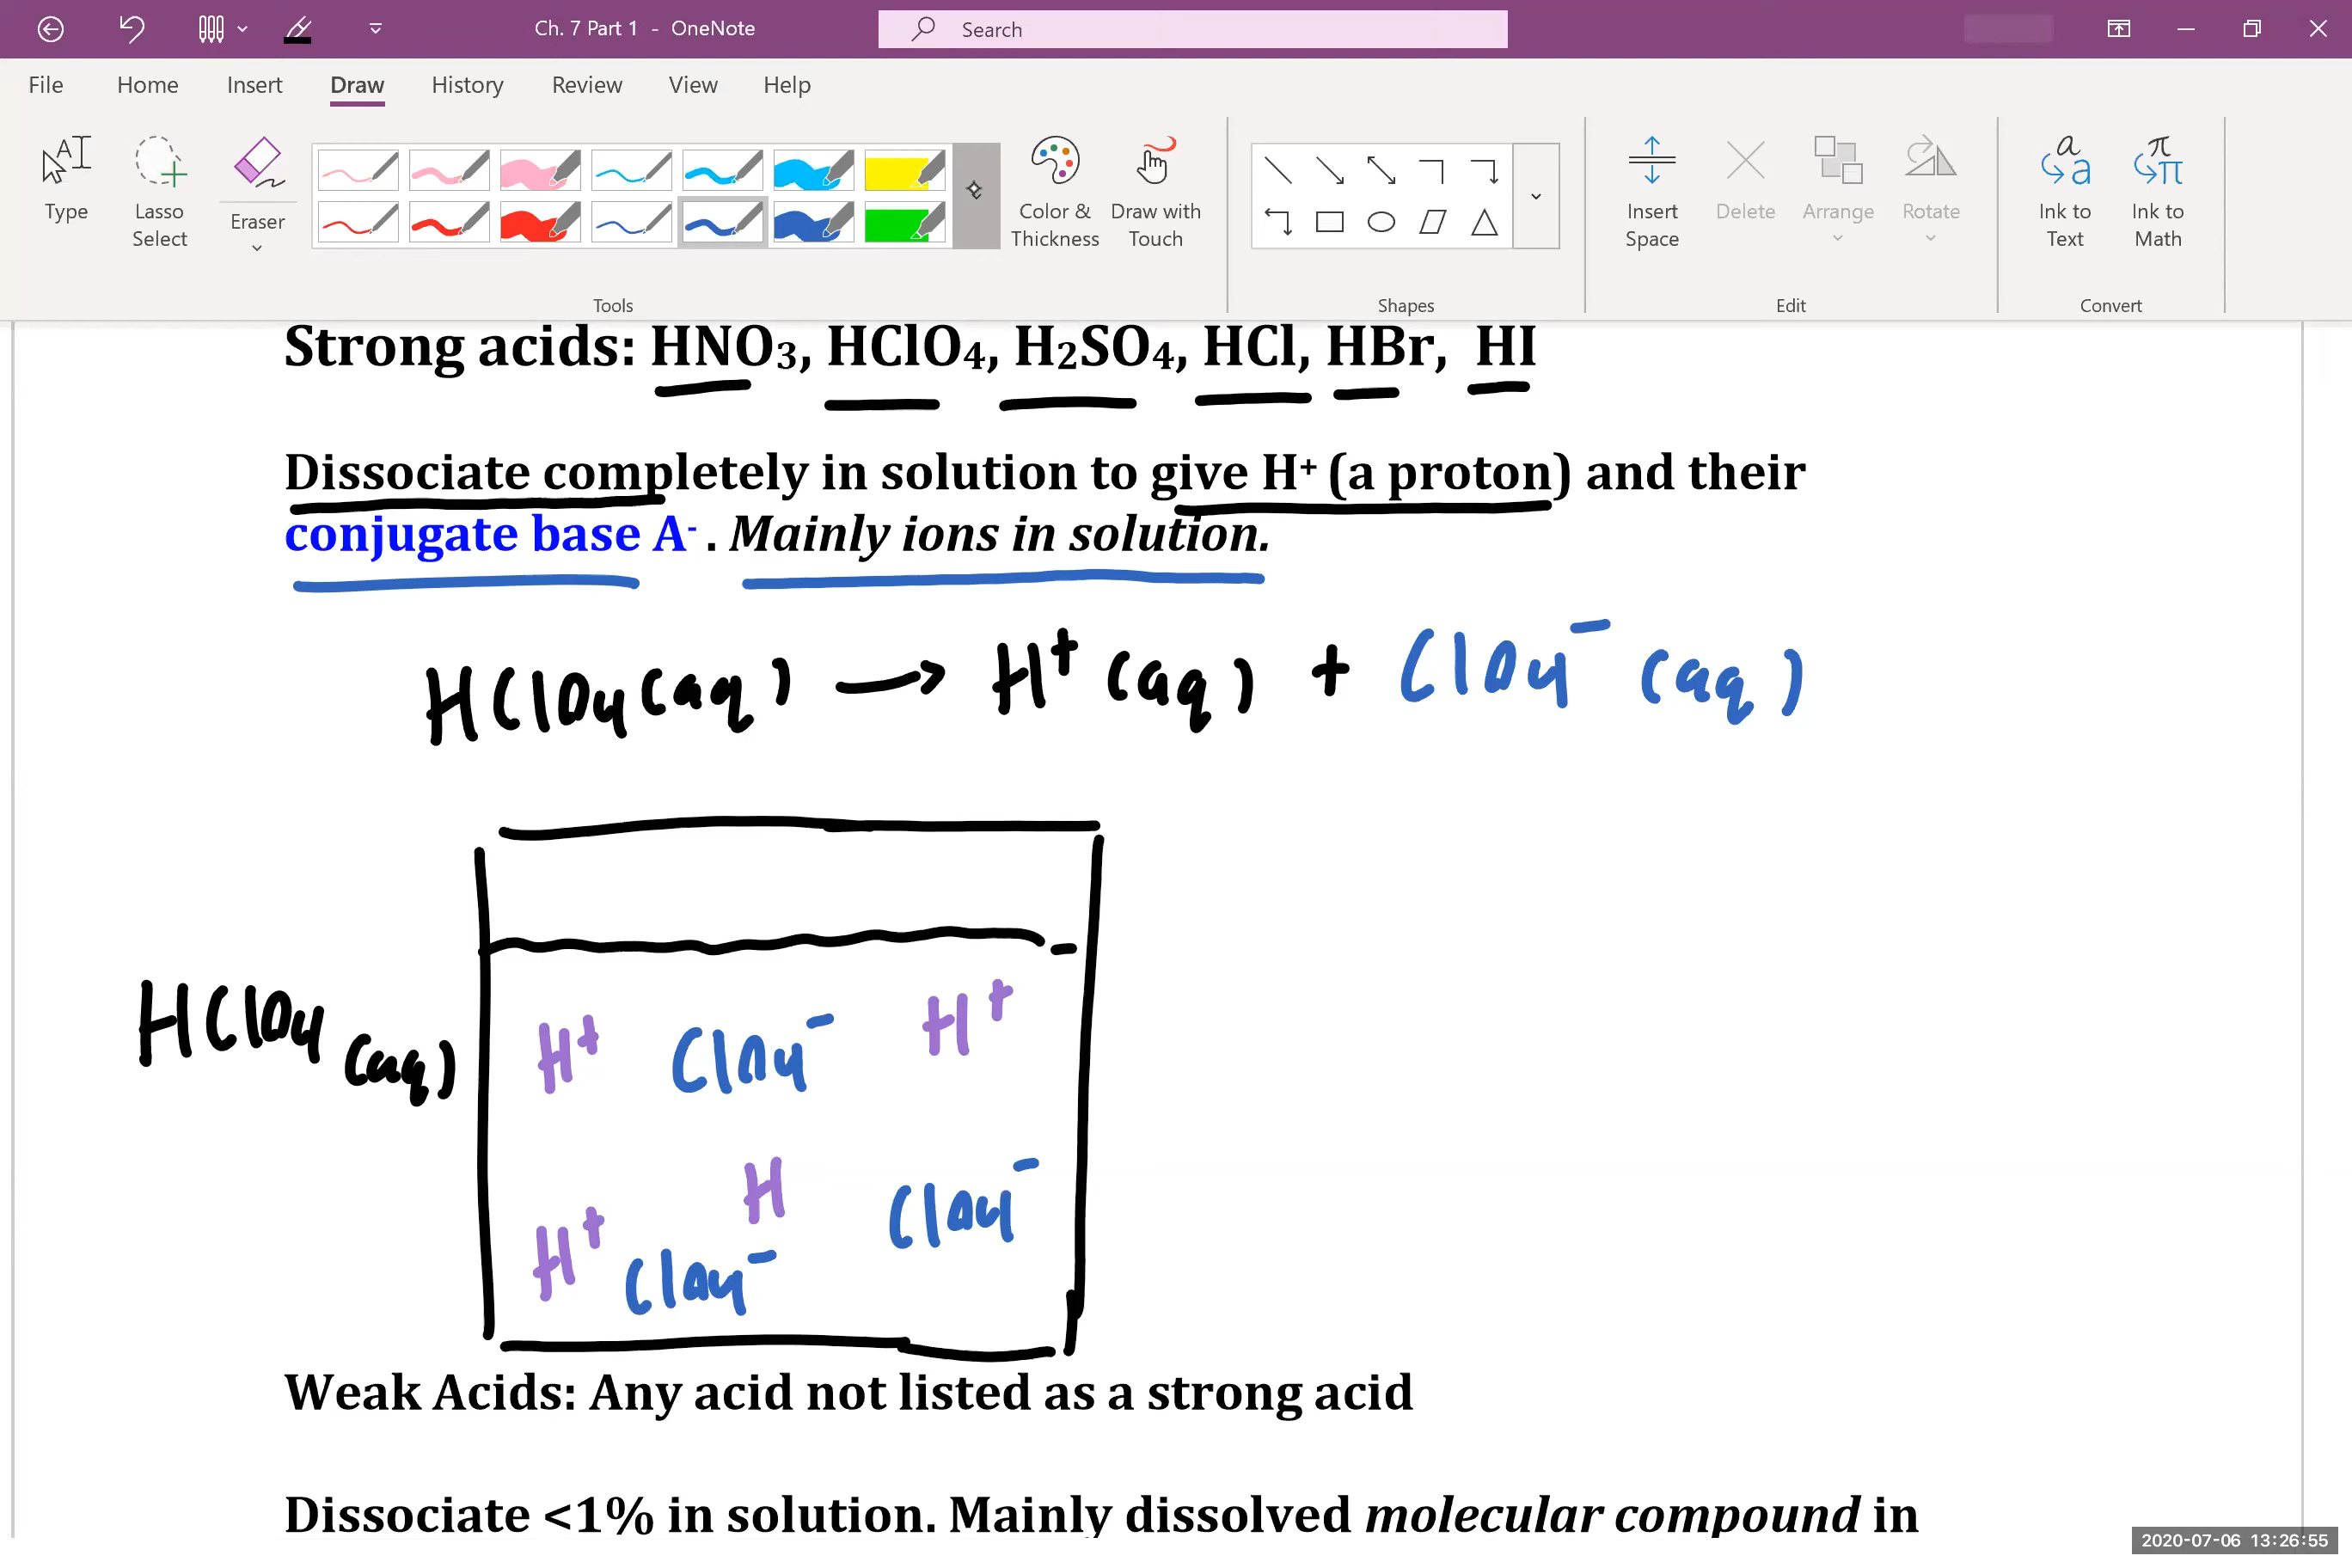 Ch. 7 Part 1 - OneNote
Search
File Home Insert Draw History Review View Help
Type
Lasso Select
Eraser
Color & Thickness
Draw with Touch
Insert Space
Delete
Arrange
Rotate
Ink to Text
Ink to Math
Tools
Shapes
Edit
Convert
Strong acids: HNO₃, HClO₄, H₂SO₄, HCl, HBr, HI
Dissociate completely in solution to give H⁺ (a proton) and their
conjugate base A⁻ . Mainly ions in solution.
HClO₄(aq) → H⁺ (aq) + ClO₄⁻ (aq)
HClO₄ (aq)
H⁺ ClO₄⁻ H⁺
H ClO₄⁻
H⁺ ClO₄⁻
Weak Acids: Any acid not listed as a strong acid
Dissociate <1% in solution. Mainly dissolved molecular compound in
2020-07-06 13:26:55